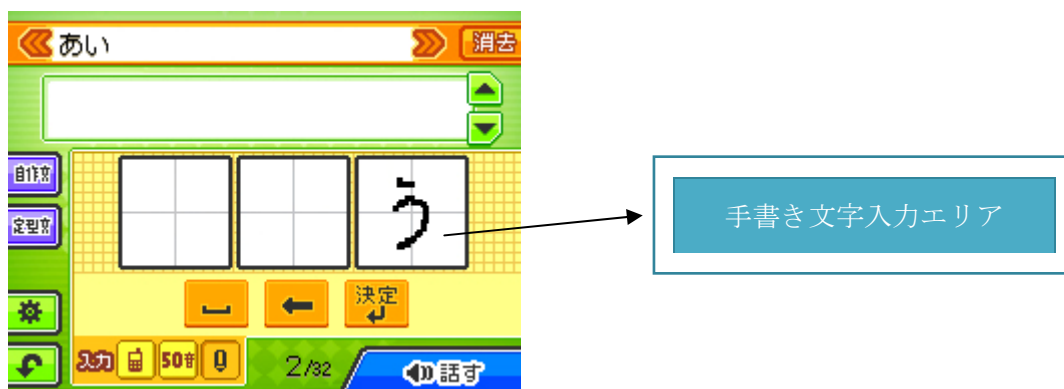 あい
消去
自作文
定型文
う
手書き文字入力エリア
決定
入力
50音
2/32
話す